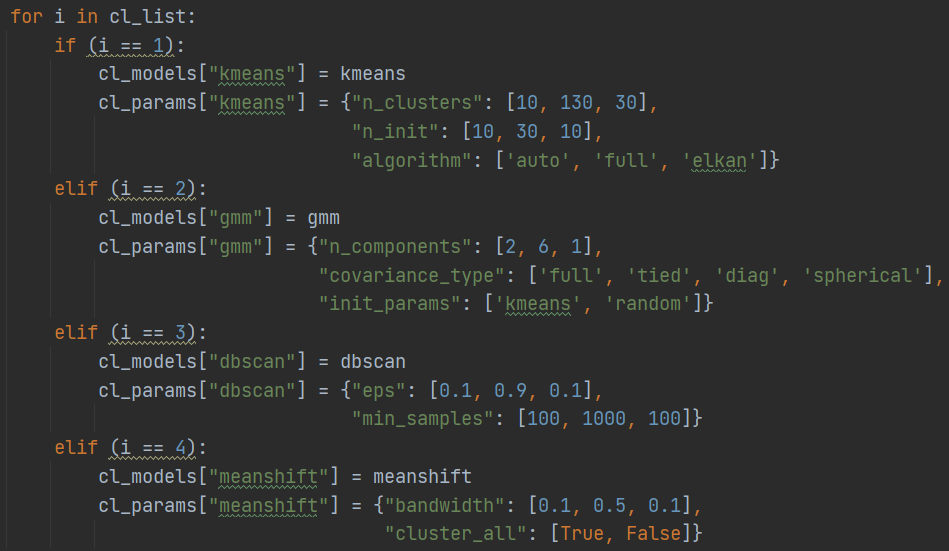 for i in cl_list:
    if (i == 1):
        cl_models["kmeans"] = kmeans
        cl_params["kmeans"] = {"n_clusters": [10, 130, 30],
                               "n_init": [10, 30, 10],
                               "algorithm": ['auto', 'full', 'elkan']}
    elif (i == 2):
        cl_models["gmm"] = gmm
        cl_params["gmm"] = {"n_components": [2, 6, 1],
                            "covariance_type": ['full', 'tied', 'diag', 'spherical'],
                            "init_params": ['kmeans', 'random']}
    elif (i == 3):
        cl_models["dbscan"] = dbscan
        cl_params["dbscan"] = {"eps": [0.1, 0.9, 0.1],
                               "min_samples": [100, 1000, 100]}
    elif (i == 4):
        cl_models["meanshift"] = meanshift
        cl_params["meanshift"] = {"bandwidth": [0.1, 0.5, 0.1],
                                  "cluster_all": [True, False]}